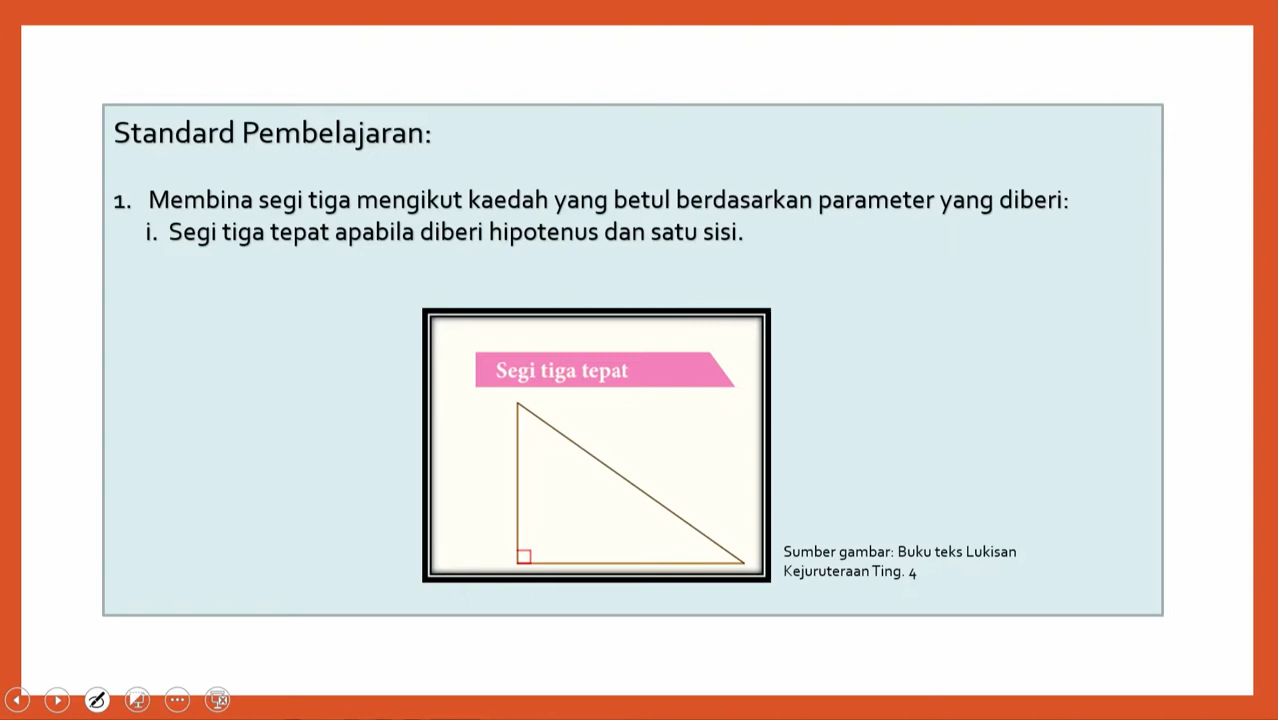 Standard Pembelajaran:
1. Membina segi tiga mengikut kaedah yang betul berdasarkan parameter yang diberi:
i. Segi tiga tepat apabila diberi hipotenus dan satu sisi.
Segi tiga tepat
Sumber gambar: Buku teks Lukisan
Kejuruteraan Ting. 4